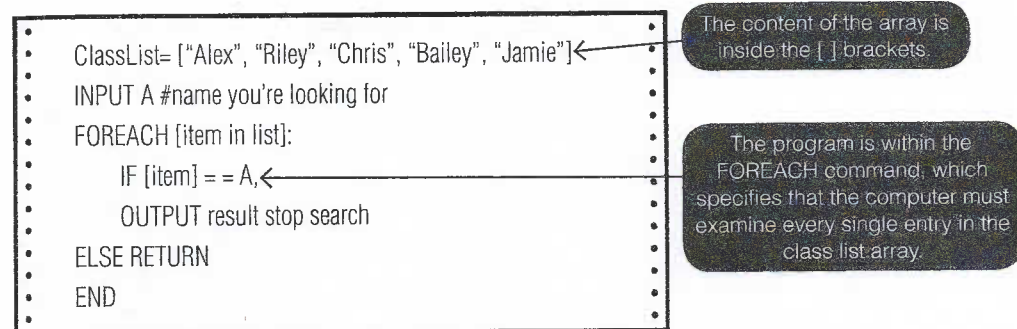 ClassList= ["Alex", "Riley", "Chris", "Bailey", "Jamie"]
INPUT A #name you're looking for
FOREACH [item in list]:
IF [item] = = A,
OUTPUT result stop search
ELSE RETURN
END
The content of the array is
inside the [ ] brackets.
The program is within the
FOREACH command, which
specifies that the computer must
examine every single entry in the
class list array.